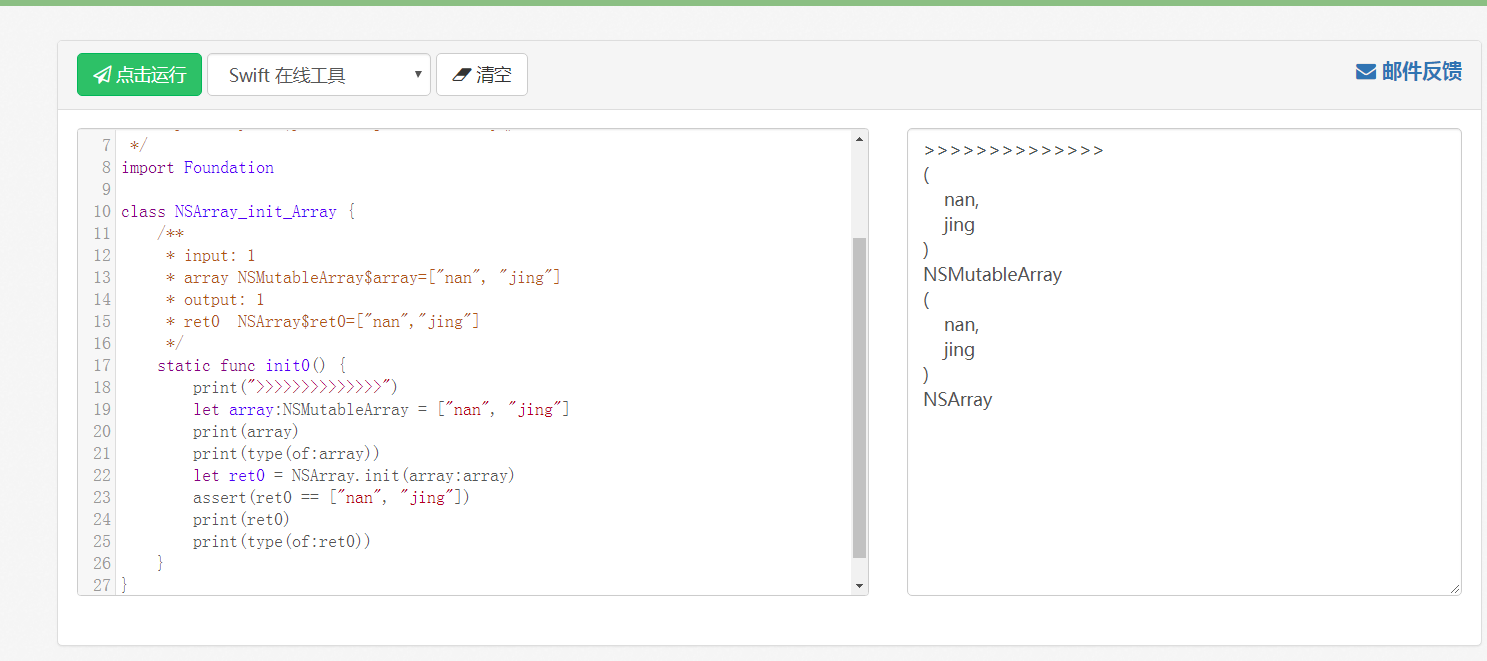 点击运行 Swift 在线工具 清空 邮件反馈
7 */
8 import Foundation
9
10 class NSArray_init_Array {
11 /**
12 * input: 1
13 * array NSMutableArray$array=["nan", "jing"]
14 * output: 1
15 * ret0  NSArray$ret0=["nan","jing"]
16 */
17 static func init0() {
18 print(">>>>>>>>>>>>>>")
19 let array:NSMutableArray = ["nan", "jing"]
20 print(array)
21 print(type(of:array))
22 let ret0 = NSArray.init(array:array)
23 assert(ret0 == ["nan", "jing"])
24 print(ret0)
25 print(type(of:ret0))
26 }
27 }
>>>>>>>>>>>>>>
(
nan,
jing
)
NSMutableArray
(
nan,
jing
)
NSArray